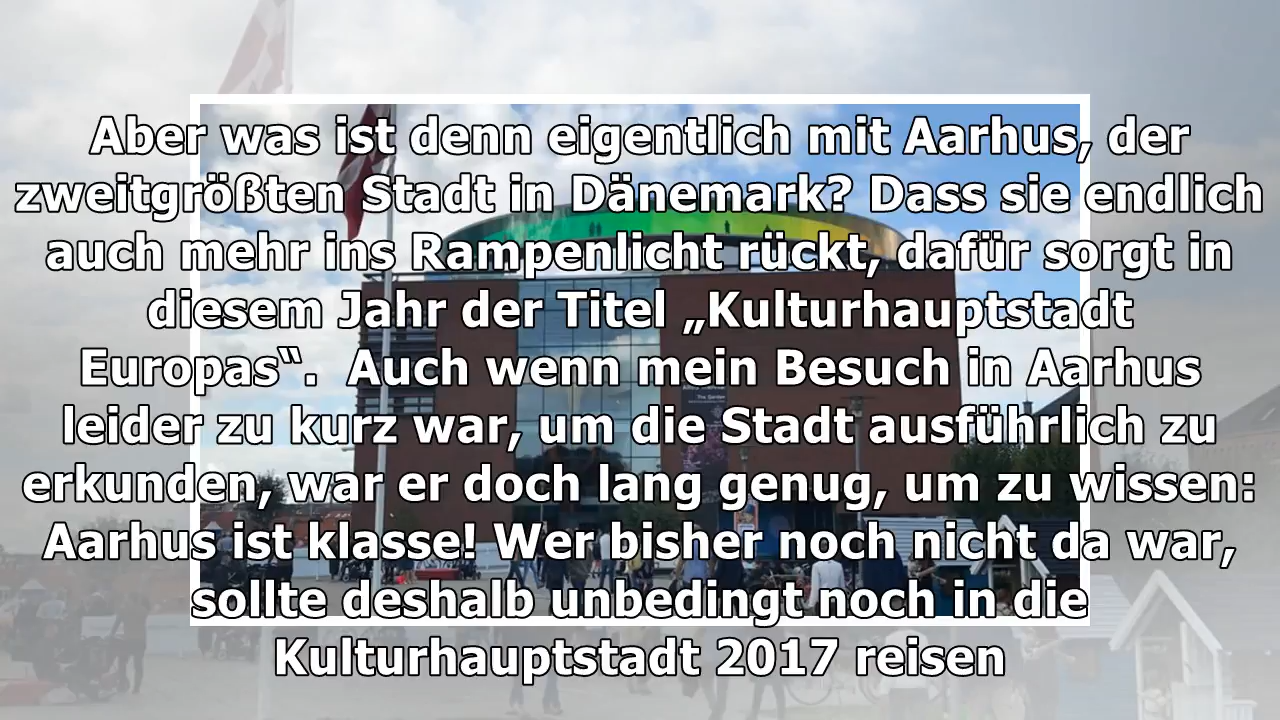 Aber was ist denn eigentlich mit Aarhus, der
zweitgrößten Stadt in Dänemark? Dass sie endlich
auch mehr ins Rampenlicht rückt, dafür sorgt in
diesem Jahr der Titel „Kulturhauptstadt
Europas“.  Auch wenn mein Besuch in Aarhus
leider zu kurz war, um die Stadt ausführlich zu
erkunden, war er doch lang genug, um zu wissen:
Aarhus ist klasse! Wer bisher noch nicht da war,
sollte deshalb unbedingt noch in die
Kulturhauptstadt 2017 reisen